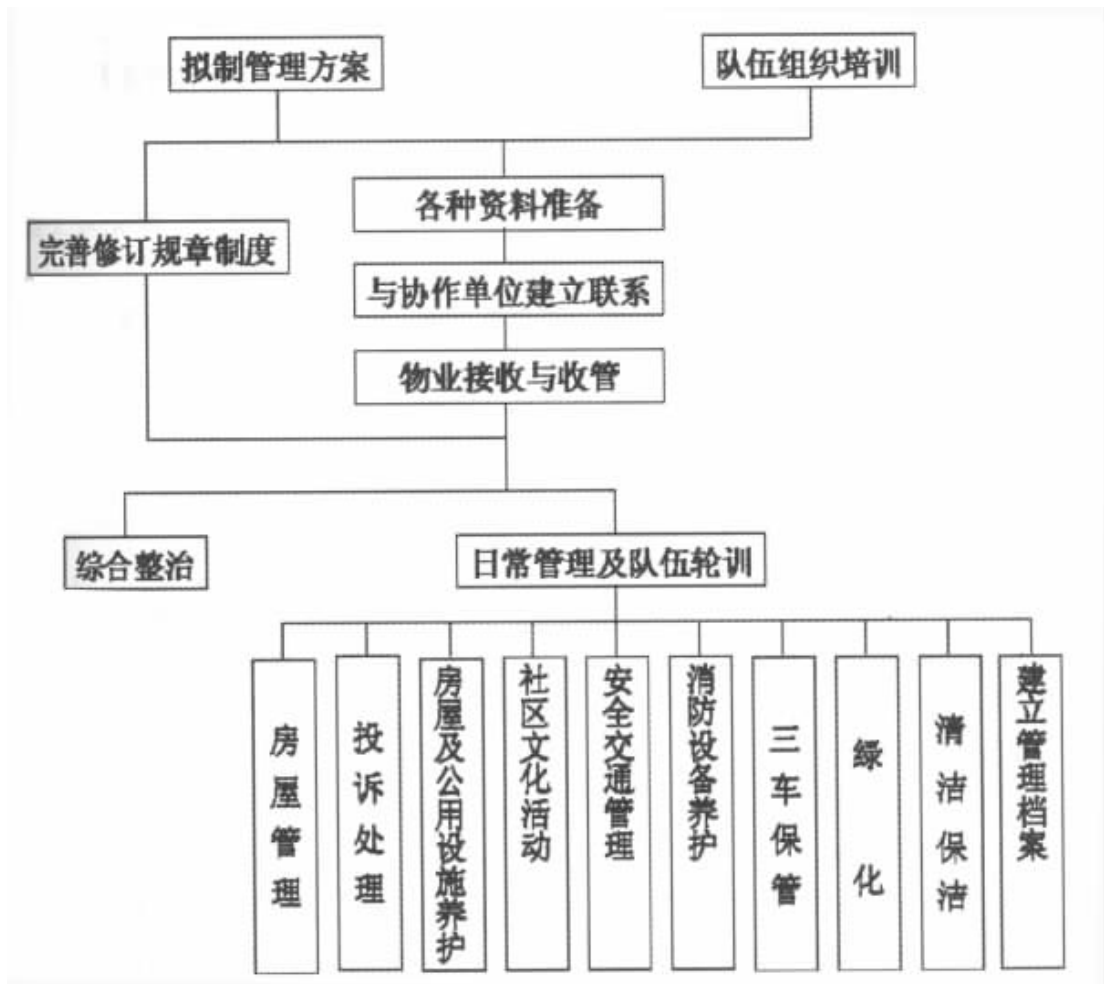 拟制管理方案
队伍组织培训
各种资料准备
完善修订规章制度
与协作单位建立联系
物业接收与收管
综合整治
日常管理及队伍轮训
房屋管理
投诉处理
房屋及公用设施养护
社区文化活动
安全交通管理
消防设备养护
三车保管
绿化
清洁保洁
建立管理档案